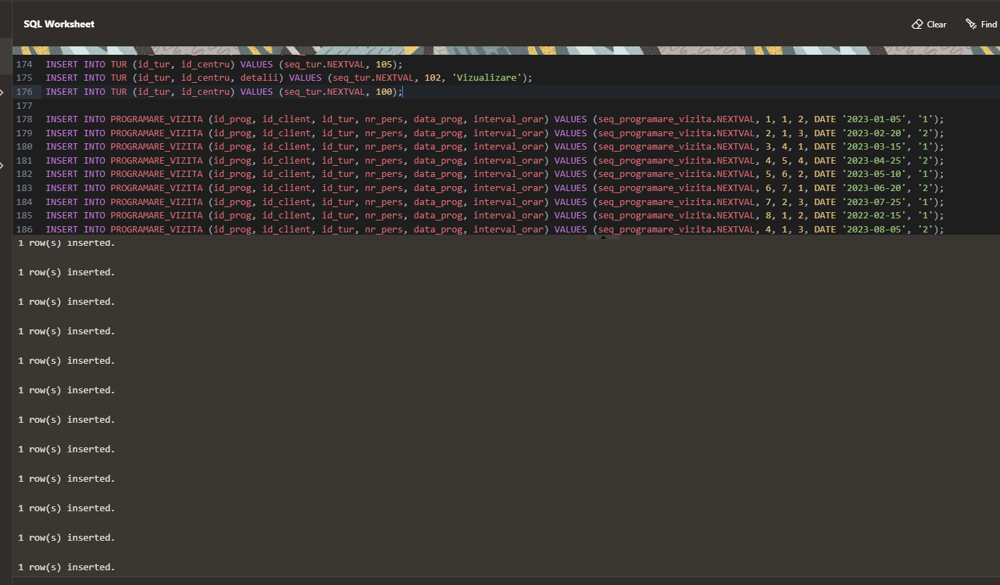 SQL Worksheet
Clear
Find
174 INSERT INTO TUR (id_tur, id_centru) VALUES (seq_tur.NEXTVAL, 105);
175 INSERT INTO TUR (id_tur, id_centru, detalii) VALUES (seq_tur.NEXTVAL, 102, 'Vizualizare');
176 INSERT INTO TUR (id_tur, id_centru) VALUES (seq_tur.NEXTVAL, 100);
177
178 INSERT INTO PROGRAMARE_VIZITA (id_prog, id_client, id_tur, nr_pers, data_prog, interval_orar) VALUES (seq_programare_vizita.NEXTVAL, 1, 1, 2, DATE '2023-01-05', '1');
179 INSERT INTO PROGRAMARE_VIZITA (id_prog, id_client, id_tur, nr_pers, data_prog, interval_orar) VALUES (seq_programare_vizita.NEXTVAL, 2, 1, 3, DATE '2023-02-20', '2');
180 INSERT INTO PROGRAMARE_VIZITA (id_prog, id_client, id_tur, nr_pers, data_prog, interval_orar) VALUES (seq_programare_vizita.NEXTVAL, 3, 4, 1, DATE '2023-03-15', '1');
181 INSERT INTO PROGRAMARE_VIZITA (id_prog, id_client, id_tur, nr_pers, data_prog, interval_orar) VALUES (seq_programare_vizita.NEXTVAL, 4, 5, 4, DATE '2023-04-25', '2');
182 INSERT INTO PROGRAMARE_VIZITA (id_prog, id_client, id_tur, nr_pers, data_prog, interval_orar) VALUES (seq_programare_vizita.NEXTVAL, 5, 6, 2, DATE '2023-05-10', '1');
183 INSERT INTO PROGRAMARE_VIZITA (id_prog, id_client, id_tur, nr_pers, data_prog, interval_orar) VALUES (seq_programare_vizita.NEXTVAL, 6, 7, 1, DATE '2023-06-20', '2');
184 INSERT INTO PROGRAMARE_VIZITA (id_prog, id_client, id_tur, nr_pers, data_prog, interval_orar) VALUES (seq_programare_vizita.NEXTVAL, 7, 2, 3, DATE '2023-07-25', '1');
185 INSERT INTO PROGRAMARE_VIZITA (id_prog, id_client, id_tur, nr_pers, data_prog, interval_orar) VALUES (seq_programare_vizita.NEXTVAL, 8, 1, 2, DATE '2022-02-15', '1');
186 INSERT INTO PROGRAMARE_VIZITA (id_prog, id_client, id_tur, nr_pers, data_prog, interval_orar) VALUES (seq_programare_vizita.NEXTVAL, 4, 1, 3, DATE '2023-08-05', '2');
1 row(s) inserted.
1 row(s) inserted.
1 row(s) inserted.
1 row(s) inserted.
1 row(s) inserted.
1 row(s) inserted.
1 row(s) inserted.
1 row(s) inserted.
1 row(s) inserted.
1 row(s) inserted.
1 row(s) inserted.
1 row(s) inserted.